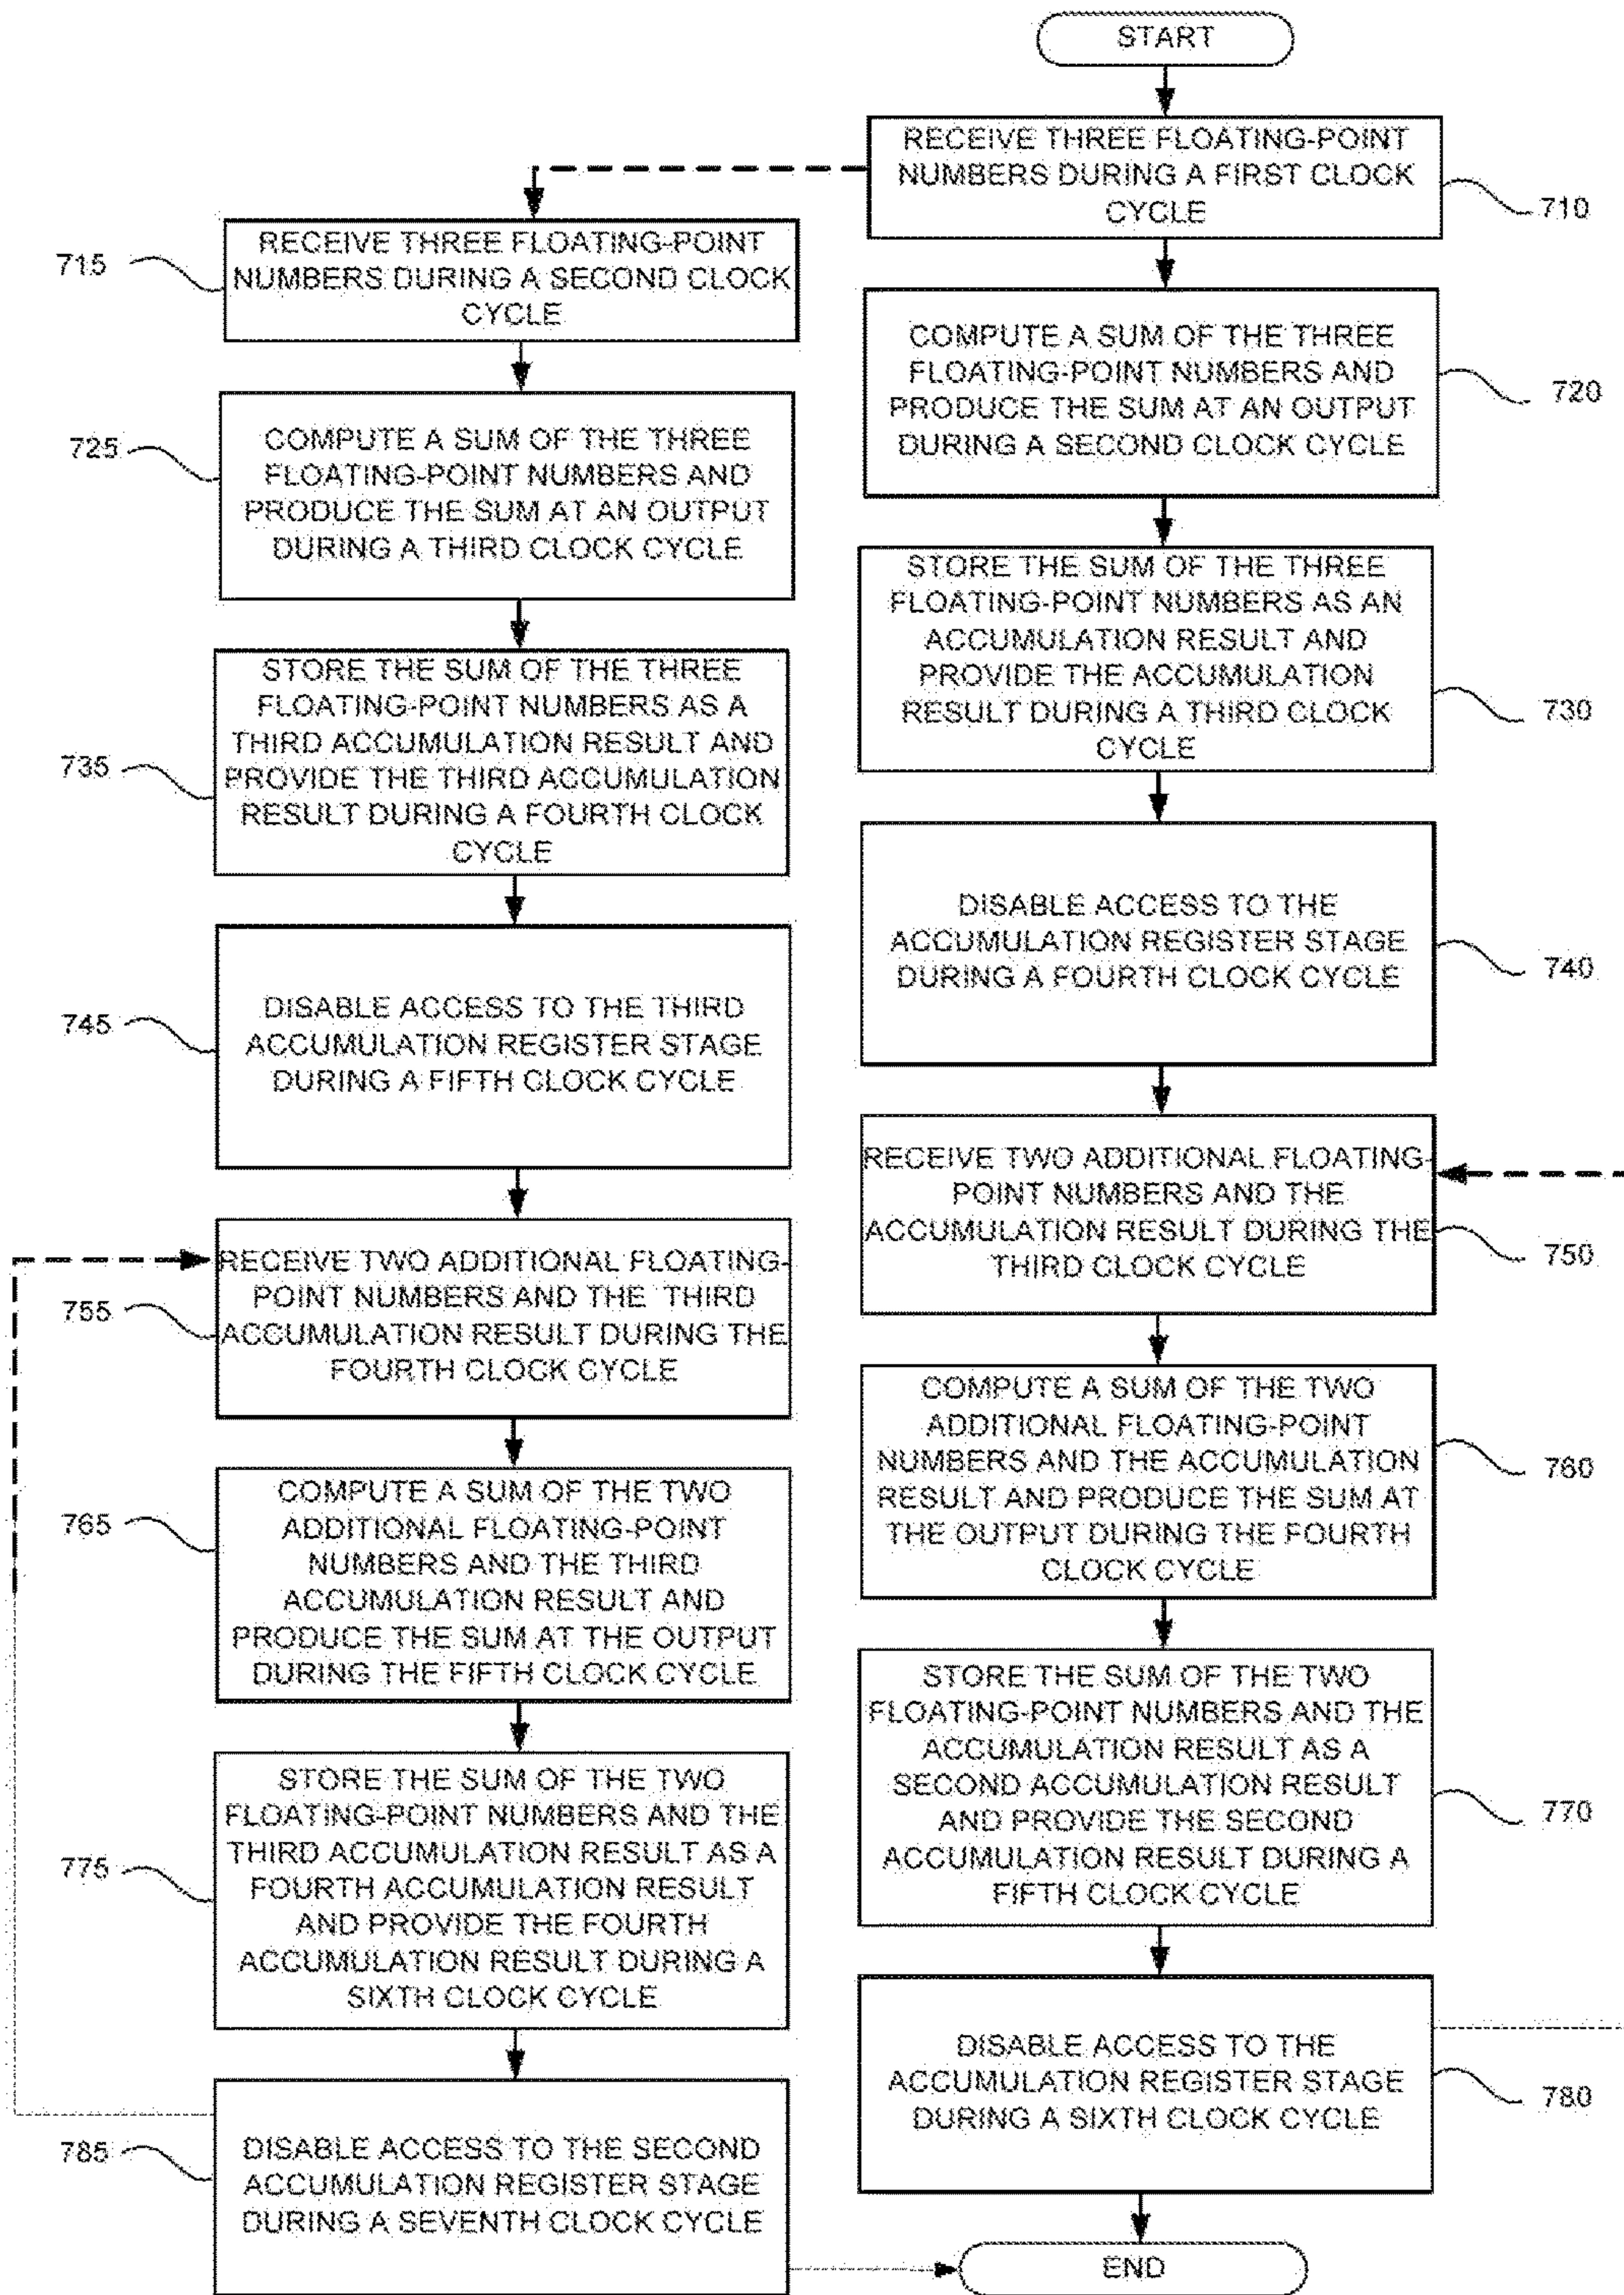 START
RECEIVE THREE FLOATING-POINT
NUMBERS DURING A FIRST CLOCK
CYCLE
710
RECEIVE THREE FLOATING-POINT
NUMBERS DURING A SECOND CLOCK
CYCLE
715
COMPUTE A SUM OF THE THREE
FLOATING-POINT NUMBERS AND
PRODUCE THE SUM AT AN OUTPUT
DURING A SECOND CLOCK CYCLE
720
COMPUTE A SUM OF THE THREE
FLOATING-POINT NUMBERS AND
PRODUCE THE SUM AT AN OUTPUT
DURING A THIRD CLOCK CYCLE
725
STORE THE SUM OF THE THREE
FLOATING-POINT NUMBERS AS AN
ACCUMULATION RESULT AND
PROVIDE THE ACCUMULATION
RESULT DURING A THIRD CLOCK
CYCLE
730
STORE THE SUM OF THE THREE
FLOATING-POINT NUMBERS AS A
THIRD ACCUMULATION RESULT AND
PROVIDE THE THIRD ACCUMULATION
RESULT DURING A FOURTH CLOCK
CYCLE
735
DISABLE ACCESS TO THE
ACCUMULATION REGISTER STAGE
DURING A FOURTH CLOCK CYCLE
740
DISABLE ACCESS TO THE THIRD
ACCUMULATION REGISTER STAGE
DURING A FIFTH CLOCK CYCLE
745
RECEIVE TWO ADDITIONAL FLOATING-
POINT NUMBERS AND THE
ACCUMULATION RESULT DURING THE
THIRD CLOCK CYCLE
750
RECEIVE TWO ADDITIONAL FLOATING-
POINT NUMBERS AND THE THIRD
ACCUMULATION RESULT DURING THE
FOURTH CLOCK CYCLE
755
COMPUTE A SUM OF THE TWO
ADDITIONAL FLOATING-POINT
NUMBERS AND THE ACCUMULATION
RESULT AND PRODUCE THE SUM AT
THE OUTPUT DURING THE FOURTH
CLOCK CYCLE
760
COMPUTE A SUM OF THE TWO
ADDITIONAL FLOATING-POINT
NUMBERS AND THE THIRD
ACCUMULATION RESULT AND
PRODUCE THE SUM AT THE OUTPUT
DURING THE FIFTH CLOCK CYCLE
765
STORE THE SUM OF THE TWO
FLOATING-POINT NUMBERS AND THE
ACCUMULATION RESULT AS A
SECOND ACCUMULATION RESULT
AND PROVIDE THE SECOND
ACCUMULATION RESULT DURING A
FIFTH CLOCK CYCLE
770
STORE THE SUM OF THE TWO
FLOATING-POINT NUMBERS AND THE
THIRD ACCUMULATION RESULT AS A
FOURTH ACCUMULATION RESULT
AND PROVIDE THE FOURTH
ACCUMULATION RESULT DURING A
SIXTH CLOCK CYCLE
775
DISABLE ACCESS TO THE
ACCUMULATION REGISTER STAGE
DURING A SIXTH CLOCK CYCLE
780
DISABLE ACCESS TO THE SECOND
ACCUMULATION REGISTER STAGE
DURING A SEVENTH CLOCK CYCLE
785
END